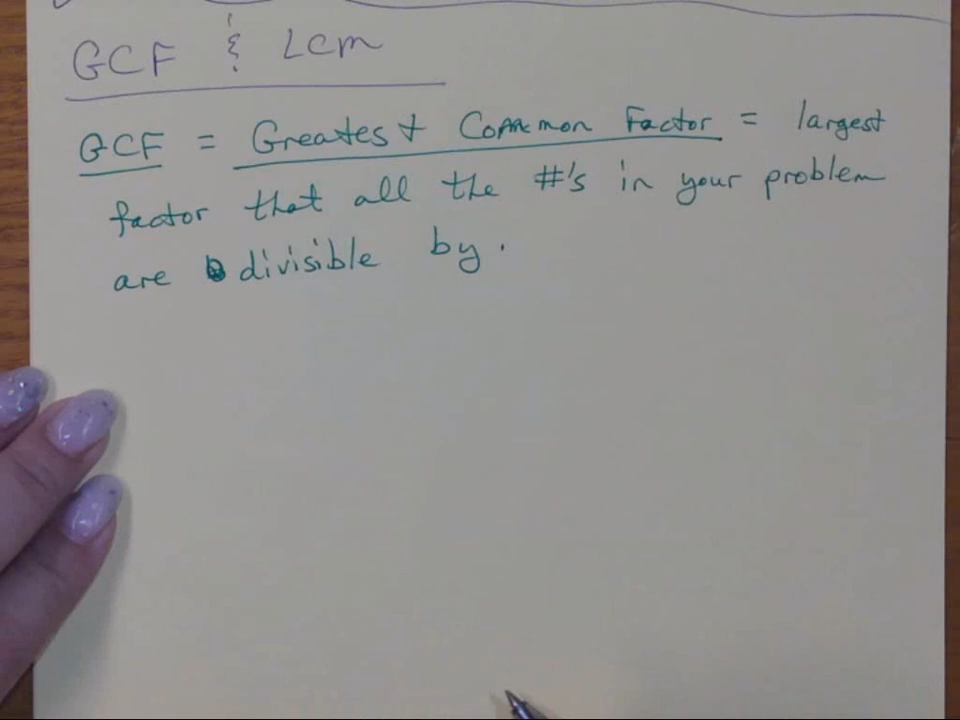 GCF & LCM
GCF = Greatest Common Factor = largest
factor that all the #'s in your problem
are divisible by.